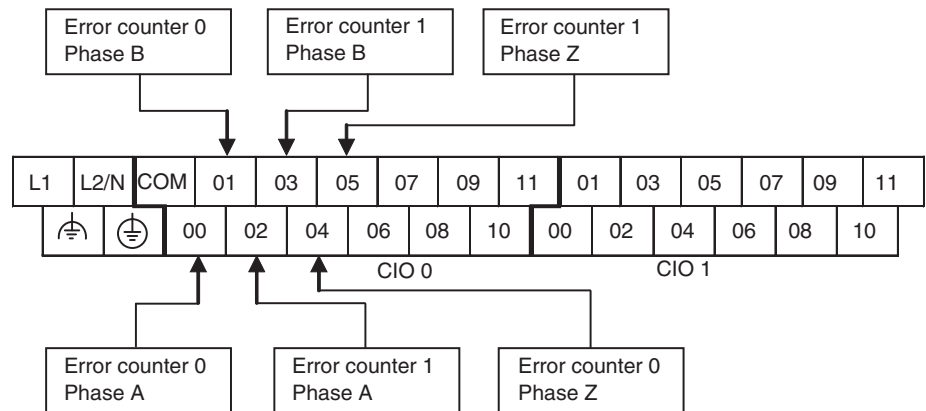 Error counter 0
Phase B
Error counter 1
Phase B
Error counter 1
Phase Z
L1 L2/N COM 01 03 05 07 09 11 01 03 05 07 09 11
00 02 04 06 08 10 00 02 04 06 08 10
CIO 0 CIO 1
Error counter 0
Phase A
Error counter 1
Phase A
Error counter 0
Phase Z